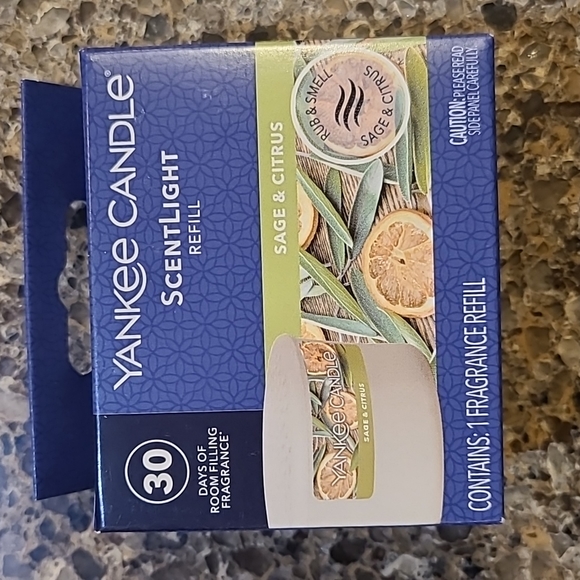 YANKEE CANDLE®
SCENTLIGHT
REFILL
30
DAYS OF
ROOM FILLING
FRAGRANCE*
SAGE & CITRUS
RUB & SMELL
SAGE & CITRUS
YANKEE CANDLE
SAGE & CITRUS
CAUTION: PLEASE READ
SIDE PANEL CAREFULLY.
CONTAINS: 1 FRAGRANCE REFILL